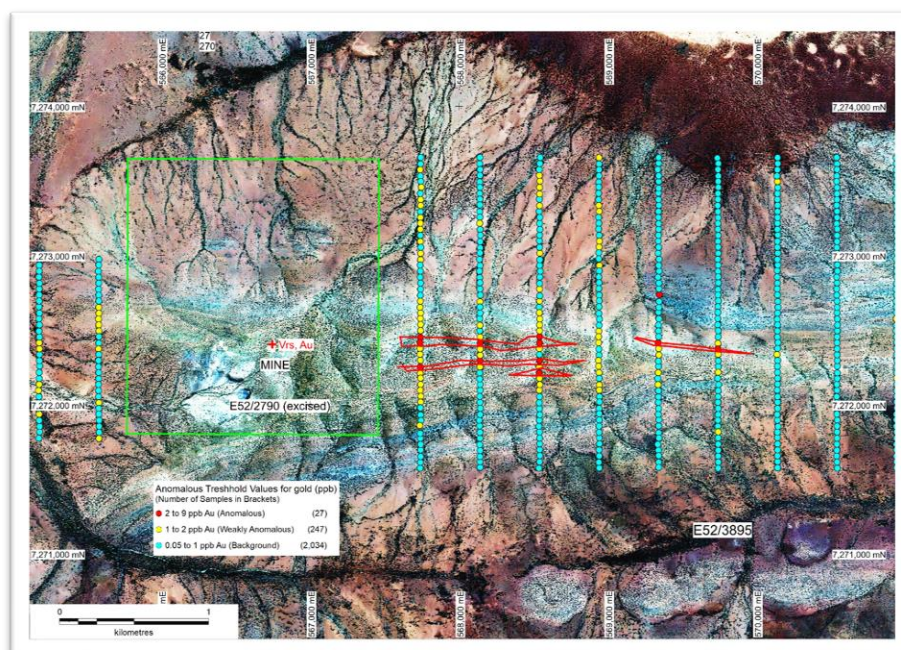 27
270
566,000 mE
567,000 mE
568,000 mE
569,000 mE
570,000 mE
7,274,000 mN
7,274,000 mN
7,273,000 mN
7,273,000 mN
Vrs, Au
MINE
E52/2790 (excised)
7,272,000 mN
7,272,000 mN
Anomalous Treshhold Values for gold (ppb)
(Number of Samples in Brackets)
2 to 9 ppb Au (Anomalous) (27)
1 to 2 ppb Au (Weakly Anomalous) (247)
0.05 to 1 ppb Au (Background) (2,034)
E52/3895
7,271,000 mN
7,271,000 mN
0 1
kilometres
mE
567,000 mE
568,000 mE
569,000 mE
570,000 mE